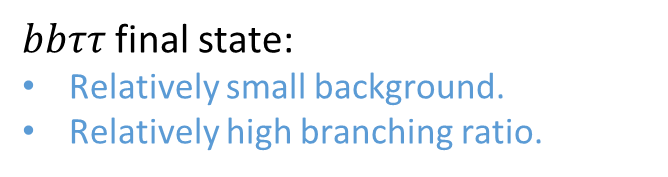 bbττ final state:
• Relatively small background.
• Relatively high branching ratio.